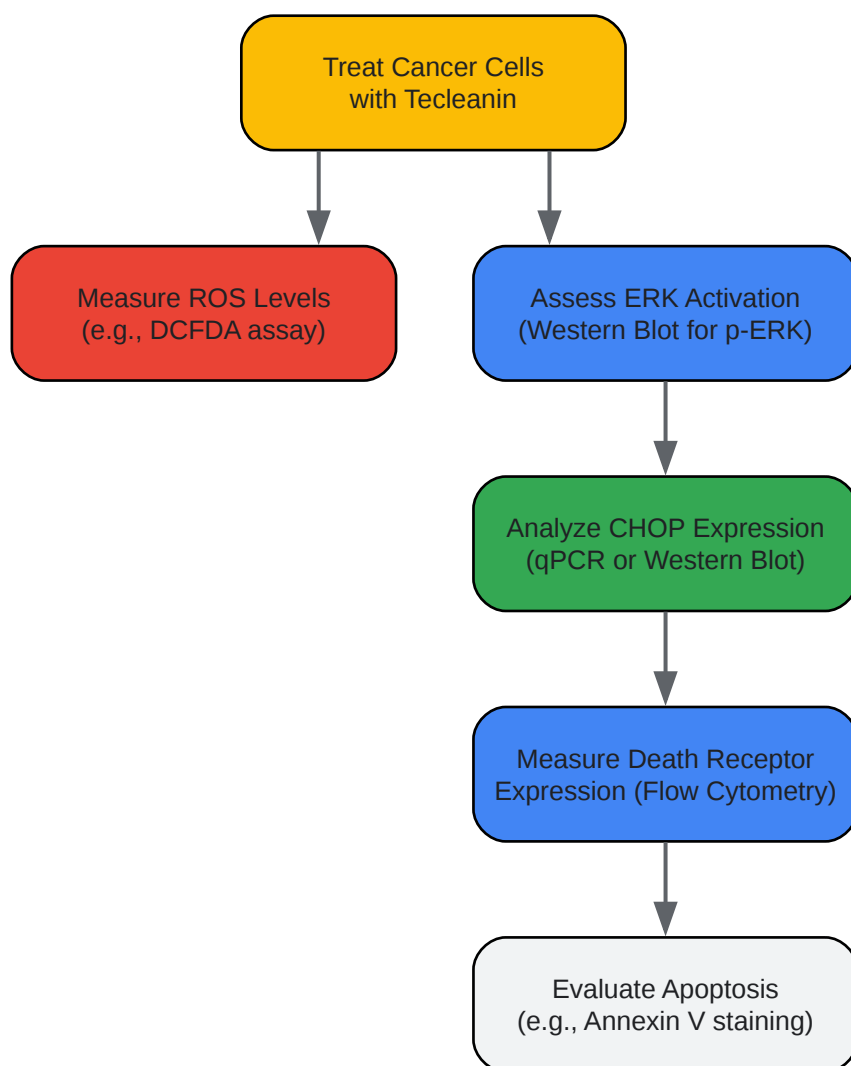 Treat Cancer Cells
with Tecleanin
Measure ROS Levels
(e.g., DCFDA assay)
Assess ERK Activation
(Western Blot for p-ERK)
Analyze CHOP Expression
(qPCR or Western Blot)
Measure Death Receptor
Expression (Flow Cytometry)
Evaluate Apoptosis
(e.g., Annexin V staining)